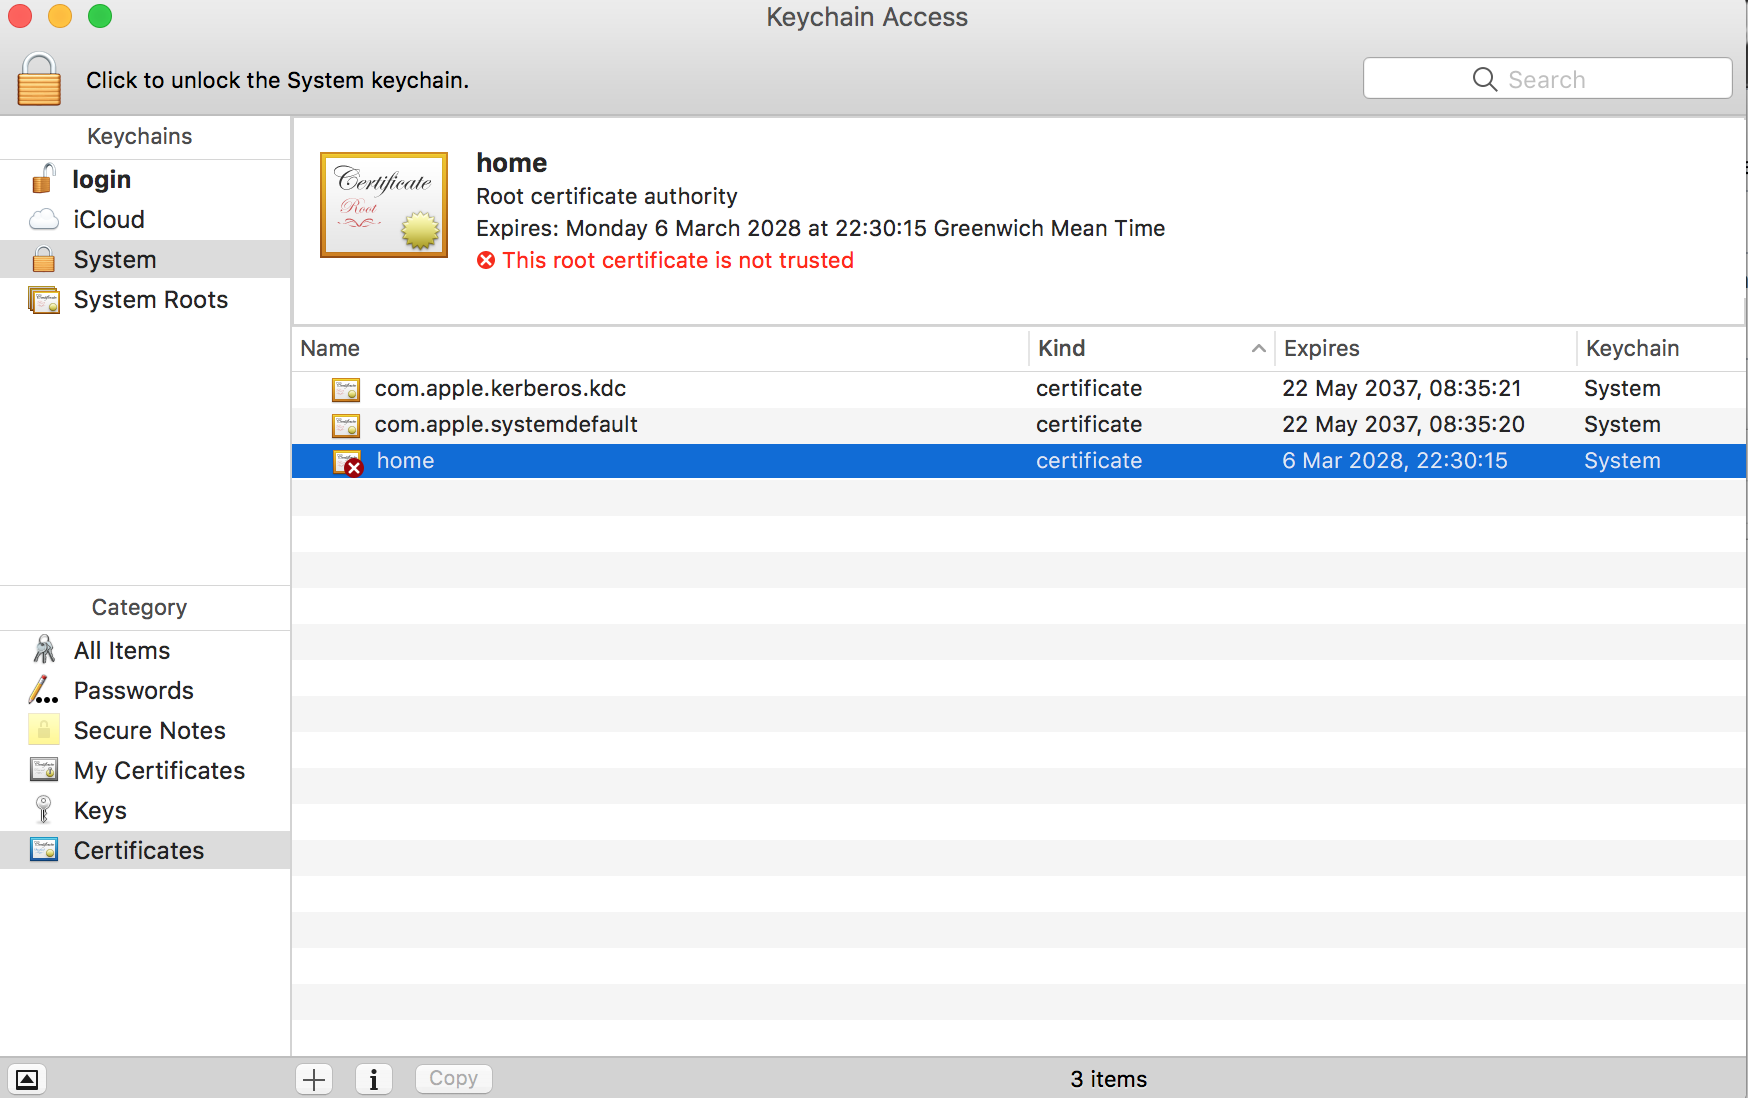 Keychain Access
Click to unlock the System keychain.
Search
Keychains
login
iCloud
System
System Roots
Certificate
Root
home
Root certificate authority
Expires: Monday 6 March 2028 at 22:30:15 Greenwich Mean Time
This root certificate is not trusted
Name Kind Expires Keychain
com.apple.kerberos.kdc certificate 22 May 2037, 08:35:21 System
com.apple.systemdefault certificate 22 May 2037, 08:35:20 System
home certificate 6 Mar 2028, 22:30:15 System
Category
All Items
Passwords
Secure Notes
My Certificates
Keys
Certificates
Copy
3 items